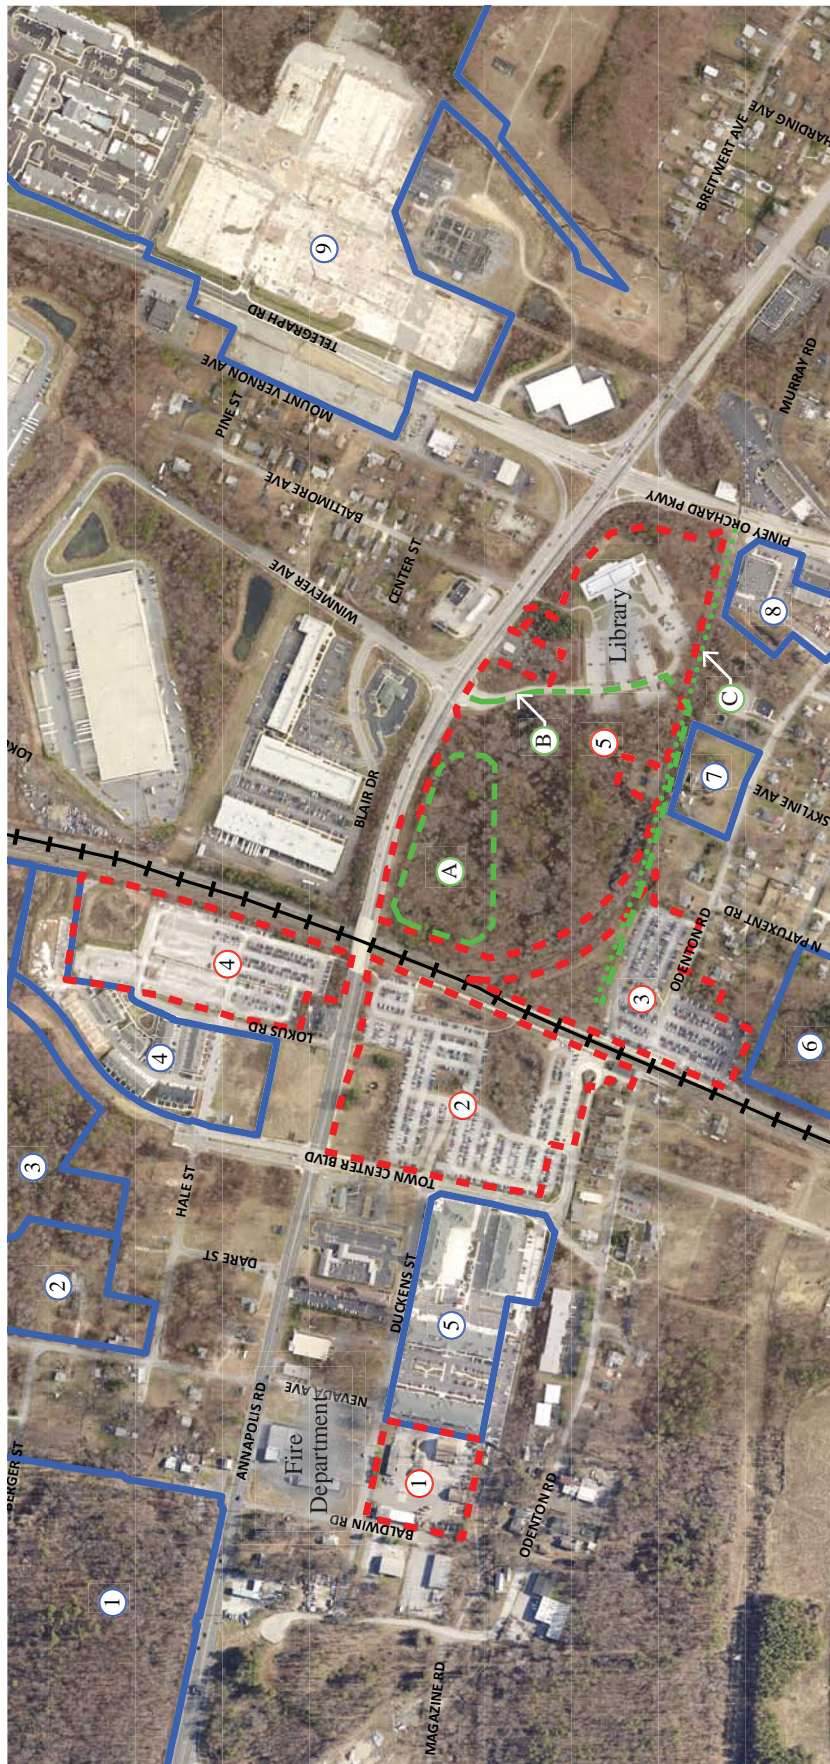 LOKU
BREITWERT AVE
HARDING AVE
9
TELEGRAPH RD
MOUNT VERNON AVE
PINE ST
BALTIMORE AVE
MURRAY RD
CENTER ST
WINMEYER AVE
PINEY ORCHARD PKWY
Library
8
C
B
5
7
SKYLINE AVE
BLAIR DR
A
N PATUXENT RD
ODENTON RD
4
3
LOKUS RD
4
6
2
TOWN CENTER BLVD
3
HALE ST
DARE ST
2
DUCKENS ST
5
NEVADA AVE
ANNAPOLIS RD
Fire
Department
BERGER ST
1
BALDWIN RD
ODENTON RD
1
MAGAZINE RD